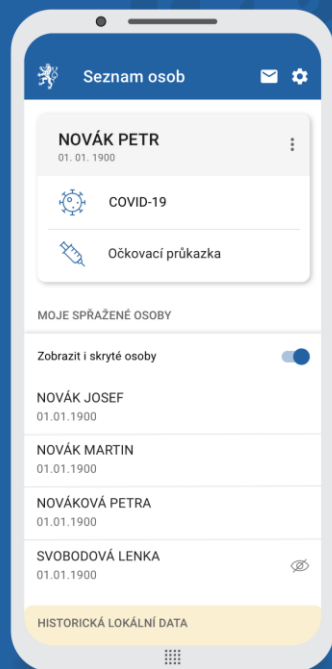 Seznam osob
NOVÁK PETR
01. 01. 1900
COVID-19
Očkovací průkazka
MOJE SPŘAŽENÉ OSOBY
Zobrazit i skryté osoby
NOVÁK JOSEF
01.01.1900
NOVÁK MARTIN
01.01.1900
NOVÁKOVÁ PETRA
01.01.1900
SVOBODOVÁ LENKA
01.01.1900
HISTORICKÁ LOKÁLNÍ DATA